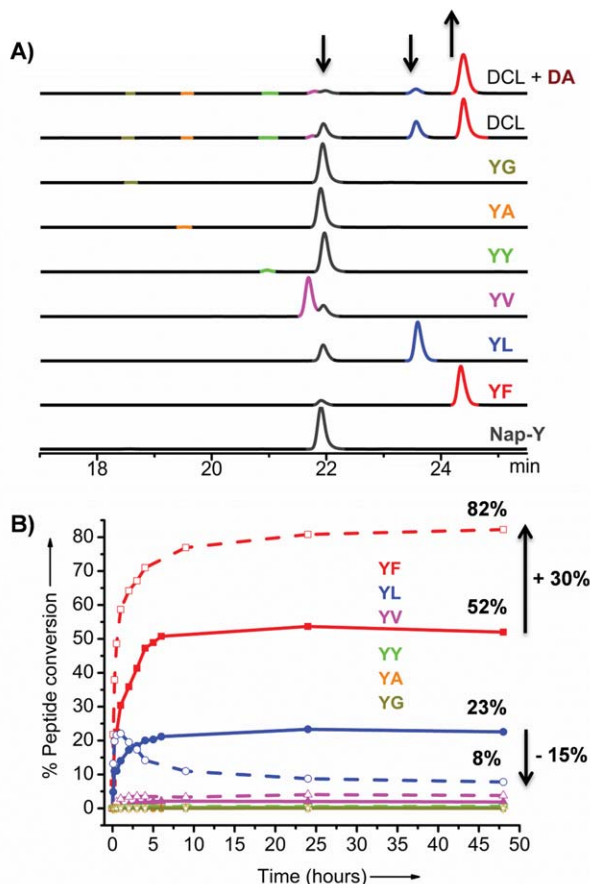 A)
DCL + DA
DCL
YG
YA
YY
YV
YL
YF
Nap-Y
18 20 22 24 min
B)
82%
80
70
+ 30%
YF
60
YL
52%
50
YV
40
YY
30
YA
23%
20
YG
8%
- 15%
10
0
% Peptide conversion
0 5 10 15 20 25 30 35 40 45 50
Time (hours)